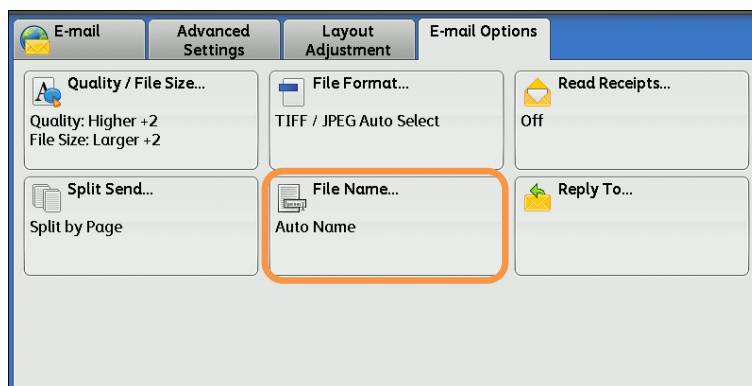 E-mail
Advanced
Settings
Layout
Adjustment
E-mail Options
Quality / File Size...
Quality: Higher +2
File Size: Larger +2
File Format...
TIFF / JPEG Auto Select
Read Receipts...
Off
Split Send...
Split by Page
File Name...
Auto Name
Reply To...